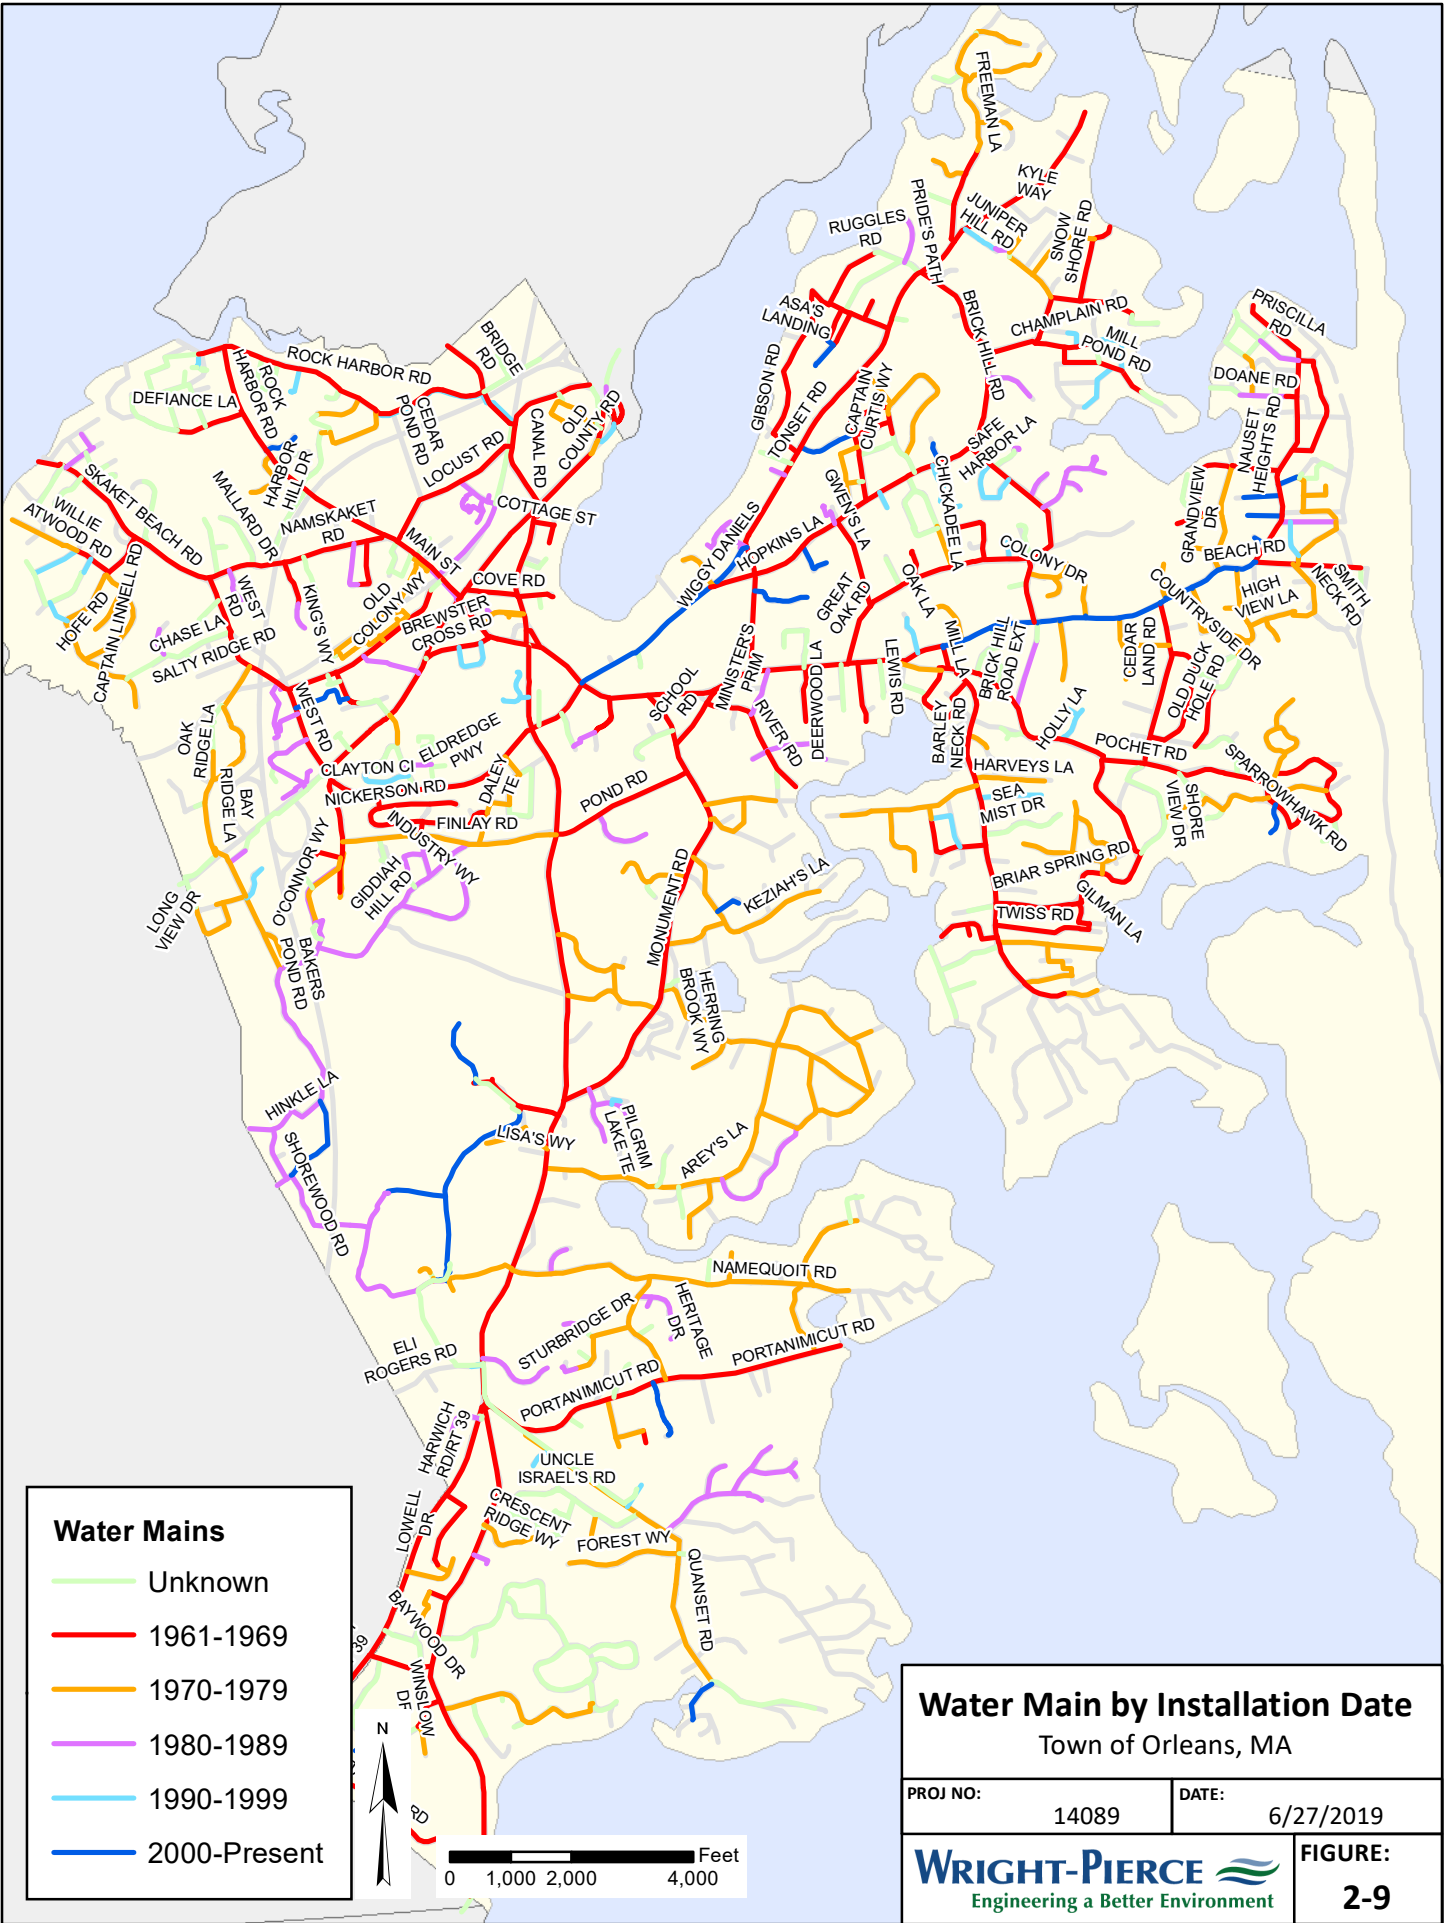 FREEMAN LA
KYLE
WAY
JUNIPER
HILL RD
PRIDE'S PATH
RUGGLES
RD
SNOW
SHORE RD
ASA'S
LANDING
BRICK HILL RD
CHAMPLAIN RD
MILL
POND RD
PRISCILLA
RD
DOANE RD
NAUSET
HEIGHTS RD
BRIDGE
RD
ROCK HARBOR RD
ROCK
HARBOR RD
DEFIANCE LA
CEDAR
POND RD
CANAL RD
OLD
COUNTY RD
LOCUST RD
GIBSON RD
TONSET RD
CAPTAIN
CURTIS WY
SAFE
HARBOR LA
CHICKADEE LA
GWEN'S LA
GRANDVIEW
DR
HARBOR
HILL DR
MALLARD DR
SKAKET BEACH RD
WILLIE
ATWOOD RD
NAMSKAKET
RD
MAIN ST
COTTAGE ST
WIGGY DANIELS
HOPKINS LA
COLONY DR
BEACH RD
SMITH
NECK RD
HIGH
VIEW LA
COUNTRYSIDE DR
COVE RD
OLD
COLONY WY
BREWSTER
CROSS RD
KING'S WY
WEST
RD
CHASE LA
SALTY RIDGE RD
HOFE RD
CAPTAIN LINNELL RD
GREAT
OAK RD
OAK LA
MILL LA
BRICK HILL
ROAD EXT
CEDAR
LAND RD
OLD DUCK
HOLE RD
LEWIS RD
DEERWOOD LA
MINISTER'S
PRIM
SCHOOL
RD
RIVER RD
BARLEY
NECK RD
HOLLY LA
POCHET RD
SPARROWHAWK RD
SHORE
VIEW DR
OAK
RIDGE LA
BAY
RIDGE LA
WEST RD
CLAYTON CI
ELDREDGE
PWY
NICKERSON RD
DALEY
TE
FINLAY RD
POND RD
HARVEYS LA
SEA
MIST DR
BRIAR SPRING RD
GILMAN LA
TWISS RD
INDUSTRY WY
GIDDIAH
HILL RD
O'CONNOR WY
LONG
VIEW DR
BAKERS
POND RD
MONUMENT RD
KEZIAH'S LA
HERRING
BROOK WY
HINKLE LA
SHOREWOOD RD
LISA'S WY
PILGRIM
LAKE TE
AREY'S LA
NAMEQUOIT RD
STURBRIDGE DR
HERITAGE
DR
PORTANIMICUT RD
ELI
ROGERS RD
PORTANIMICUT RD
HARWICH
RD/RT 39
UNCLE
ISRAEL'S RD
CRESCENT
RIDGE WY
FOREST WY
LOWELL
DR
QUANSET RD
BAYWOOD DR
WINSLOW
39
RD
Water Mains
Unknown
1961-1969
1970-1979
1980-1989
1990-1999
2000-Present
N
Feet
0 1,000 2,000 4,000
Water Main by Installation Date
Town of Orleans, MA
PROJ NO:
14089
DATE:
6/27/2019
WRIGHT-PIERCE
Engineering a Better Environment
FIGURE:
2-9